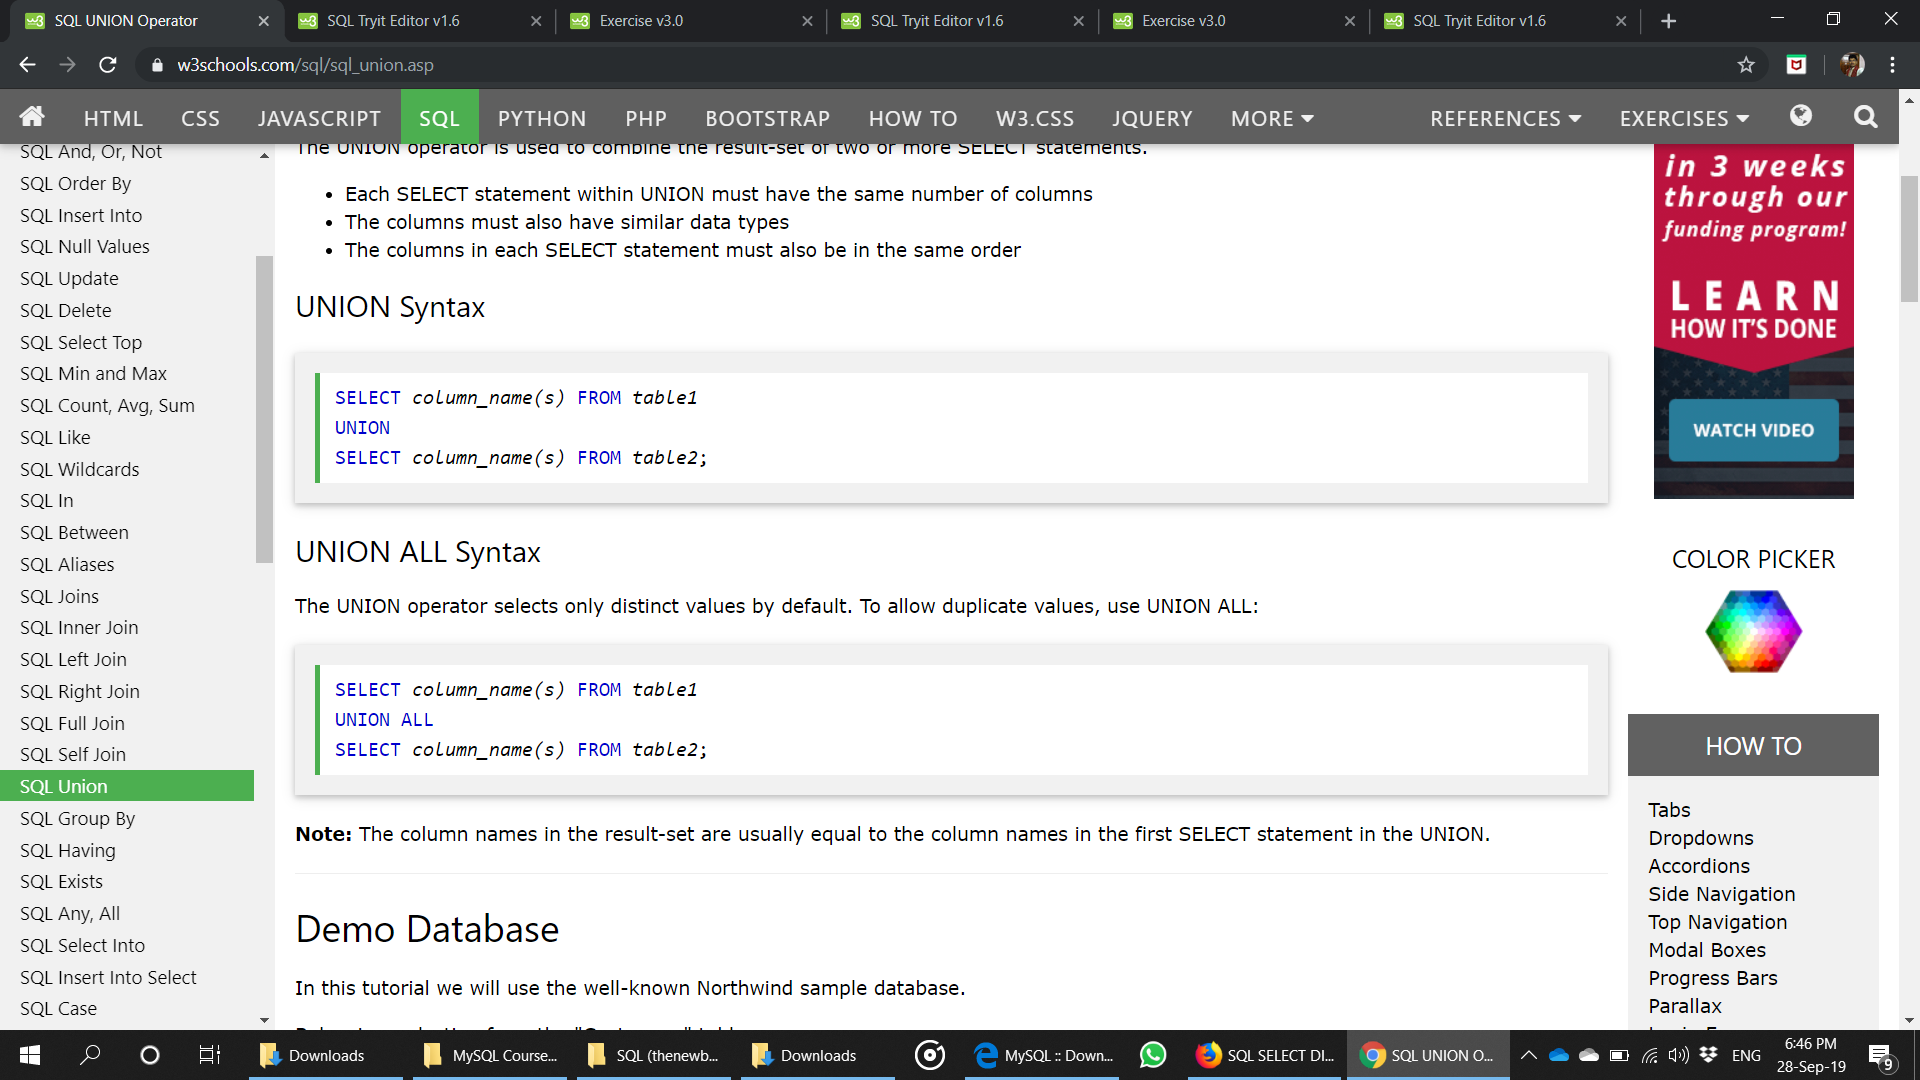 SQL UNION Operator
SQL Tryit Editor v1.6
Exercise v3.0
SQL Tryit Editor v1.6
Exercise v3.0
SQL Tryit Editor v1.6
w3schools.com/sql/sql_union.asp
HTML CSS JAVASCRIPT SQL PYTHON PHP BOOTSTRAP HOW TO W3.CSS JQUERY MORE REFERENCES EXERCISES
SQL And, Or, Not
SQL Order By
SQL Insert Into
SQL Null Values
SQL Update
SQL Delete
SQL Select Top
SQL Min and Max
SQL Count, Avg, Sum
SQL Like
SQL Wildcards
SQL In
SQL Between
SQL Aliases
SQL Joins
SQL Inner Join
SQL Left Join
SQL Right Join
SQL Full Join
SQL Self Join
SQL Union
SQL Group By
SQL Having
SQL Exists
SQL Any, All
SQL Select Into
SQL Insert Into Select
SQL Case
The UNION operator is used to combine the result-set of two or more SELECT statements.
• Each SELECT statement within UNION must have the same number of columns
• The columns must also have similar data types
• The columns in each SELECT statement must also be in the same order
UNION Syntax
SELECT column_name(s) FROM table1
UNION
SELECT column_name(s) FROM table2;
UNION ALL Syntax
The UNION operator selects only distinct values by default. To allow duplicate values, use UNION ALL:
SELECT column_name(s) FROM table1
UNION ALL
SELECT column_name(s) FROM table2;
Note: The column names in the result-set are usually equal to the column names in the first SELECT statement in the UNION.
Demo Database
In this tutorial we will use the well-known Northwind sample database.
in 3 weeks
through our
funding program!
LEARN
HOW IT'S DONE
WATCH VIDEO
COLOR PICKER
HOW TO
Tabs
Dropdowns
Accordions
Side Navigation
Top Navigation
Modal Boxes
Progress Bars
Parallax
Downloads
MySQL Course...
SQL (thenewb...
Downloads
MySQL :: Down...
SQL SELECT DI...
SQL UNION O...
ENG
6:46 PM
28-Sep-19
9